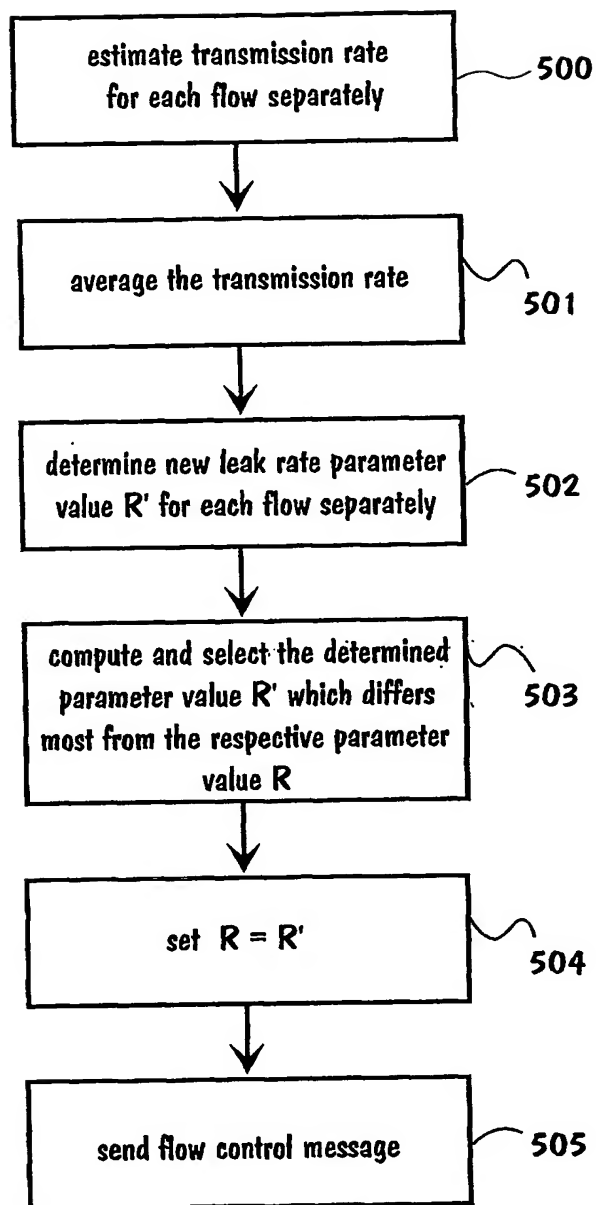 estimate transmission rate
for each flow separately
500
average the transmission rate
501
determine new leak rate parameter
value R' for each flow separately
502
compute and select the determined
parameter value R' which differs
most from the respective parameter
value R
503
set R = R'
504
send flow control message
505